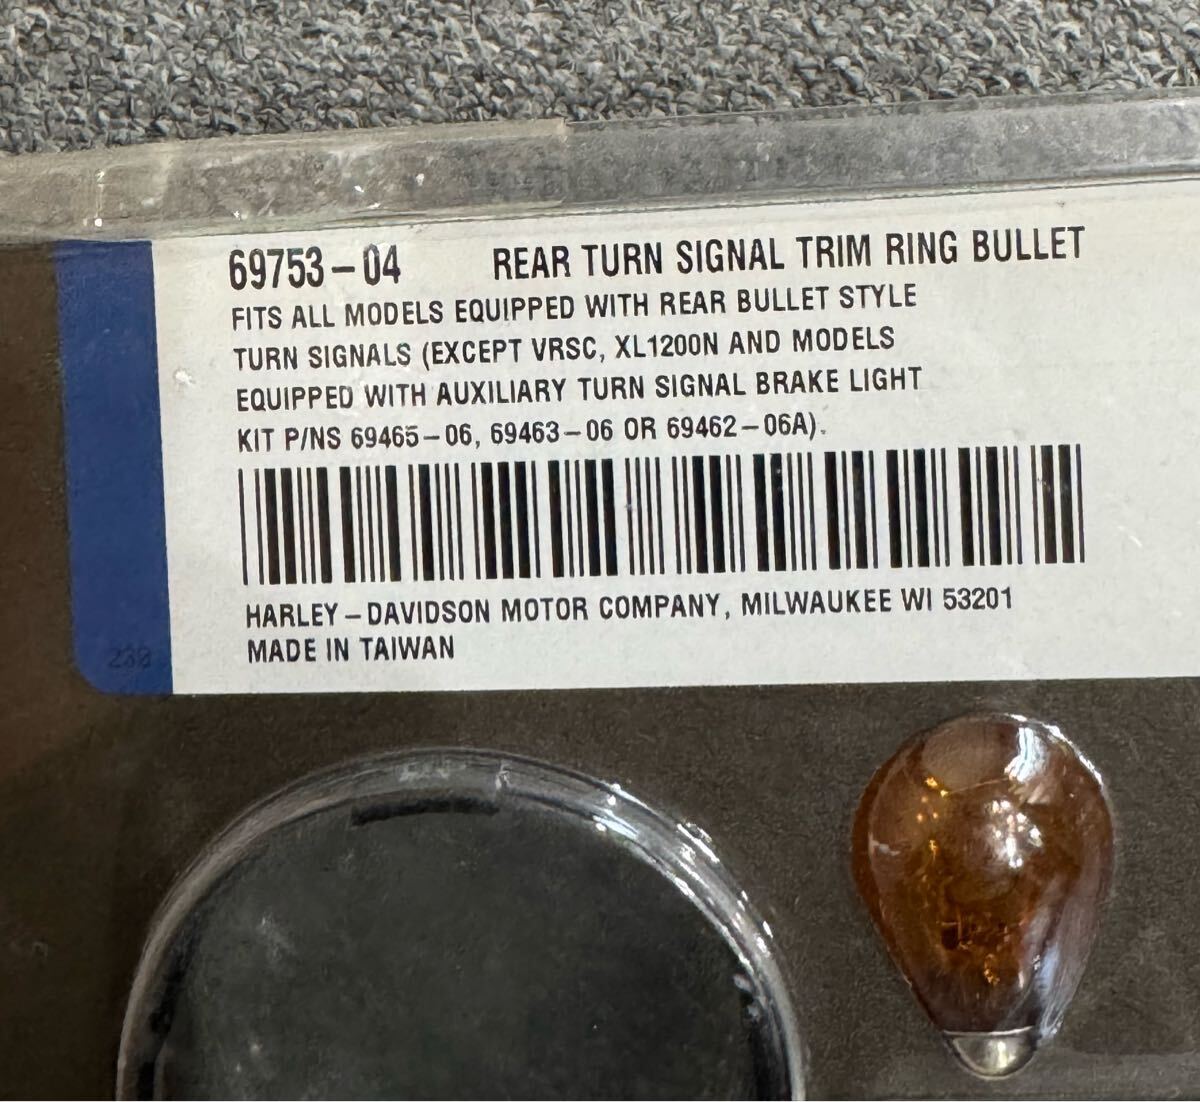 69753-04 REAR TURN SIGNAL TRIM RING BULLET
FITS ALL MODELS EQUIPPED WITH REAR BULLET STYLE
TURN SIGNALS (EXCEPT VRSC, XL1200N AND MODELS
EQUIPPED WITH AUXILIARY TURN SIGNAL BRAKE LIGHT
KIT P/NS 69465-06, 69463-06 OR 69462-06A).
HARLEY-DAVIDSON MOTOR COMPANY, MILWAUKEE WI 53201
MADE IN TAIWAN